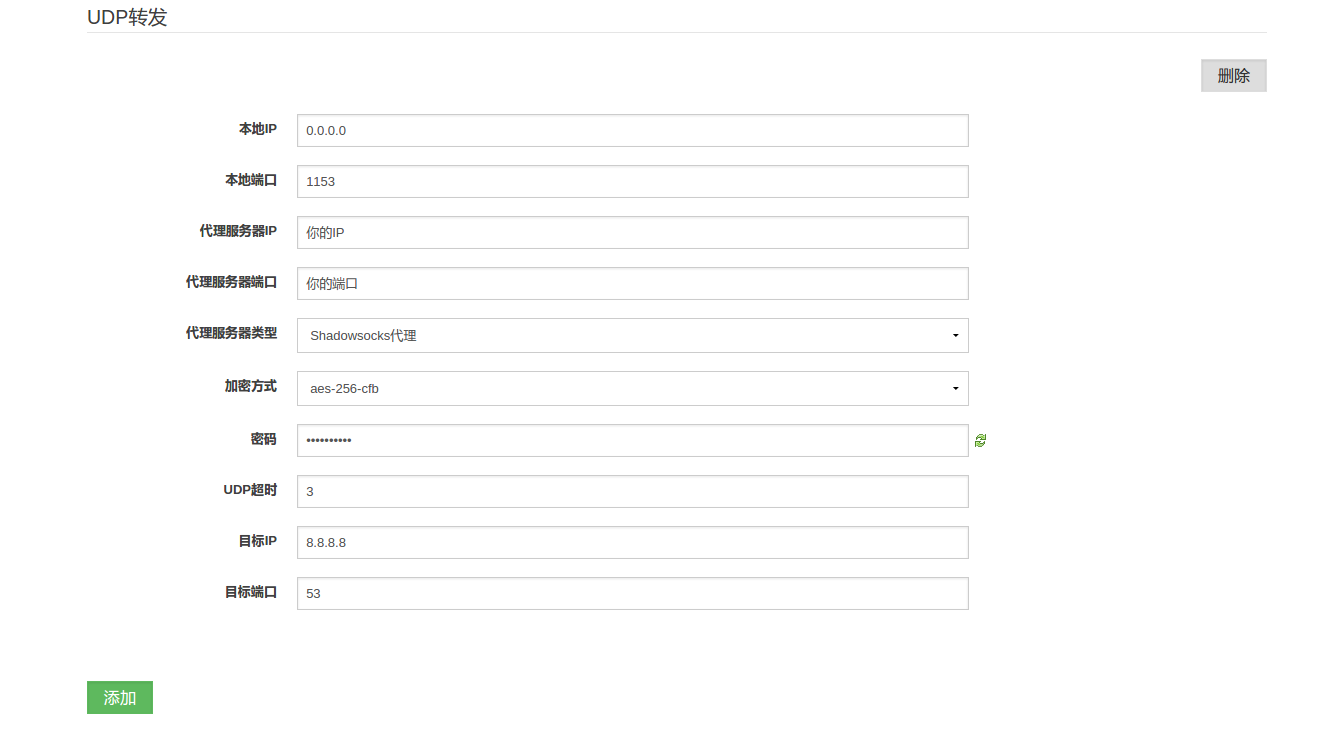 UDP转发
删除
本地IP 0.0.0.0
本地端口 1153
代理服务器IP 你的IP
代理服务器端口 你的端口
代理服务器类型 Shadowsocks代理
加密方式 aes-256-cfb
密码 ••••••••••
UDP超时 3
目标IP 8.8.8.8
目标端口 53
添加